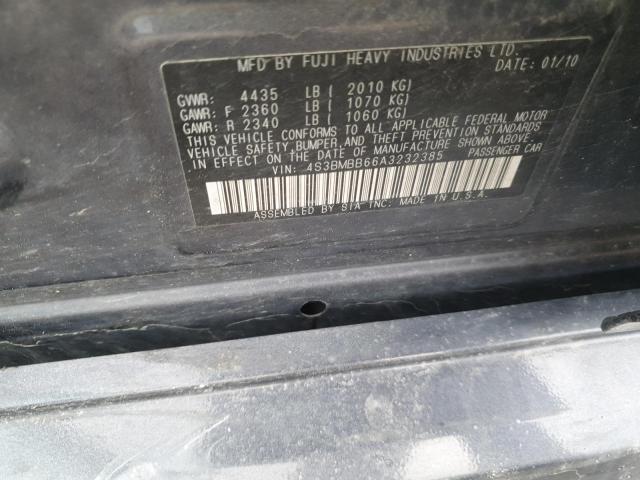 MFD BY FUJI HEAVY INDUSTRIES LTD.
DATE: 01/10
GVWR: 4435 LB ( 2010 KG)
GAWR: F 2360 LB ( 1070 KG)
GAWR: R 2340 LB ( 1060 KG)
THIS VEHICLE CONFORMS TO ALL APPLICABLE FEDERAL MOTOR
VEHICLE SAFETY,BUMPER,AND THEFT PREVENTION STANDARDS
IN EFFECT ON THE DATE OF MANUFACTURE SHOWN ABOVE.
VIN: 4S3BMBB66A3232385 PASSENGER CAR
ASSEMBLED BY SIA INC. MADE IN U.S.A.